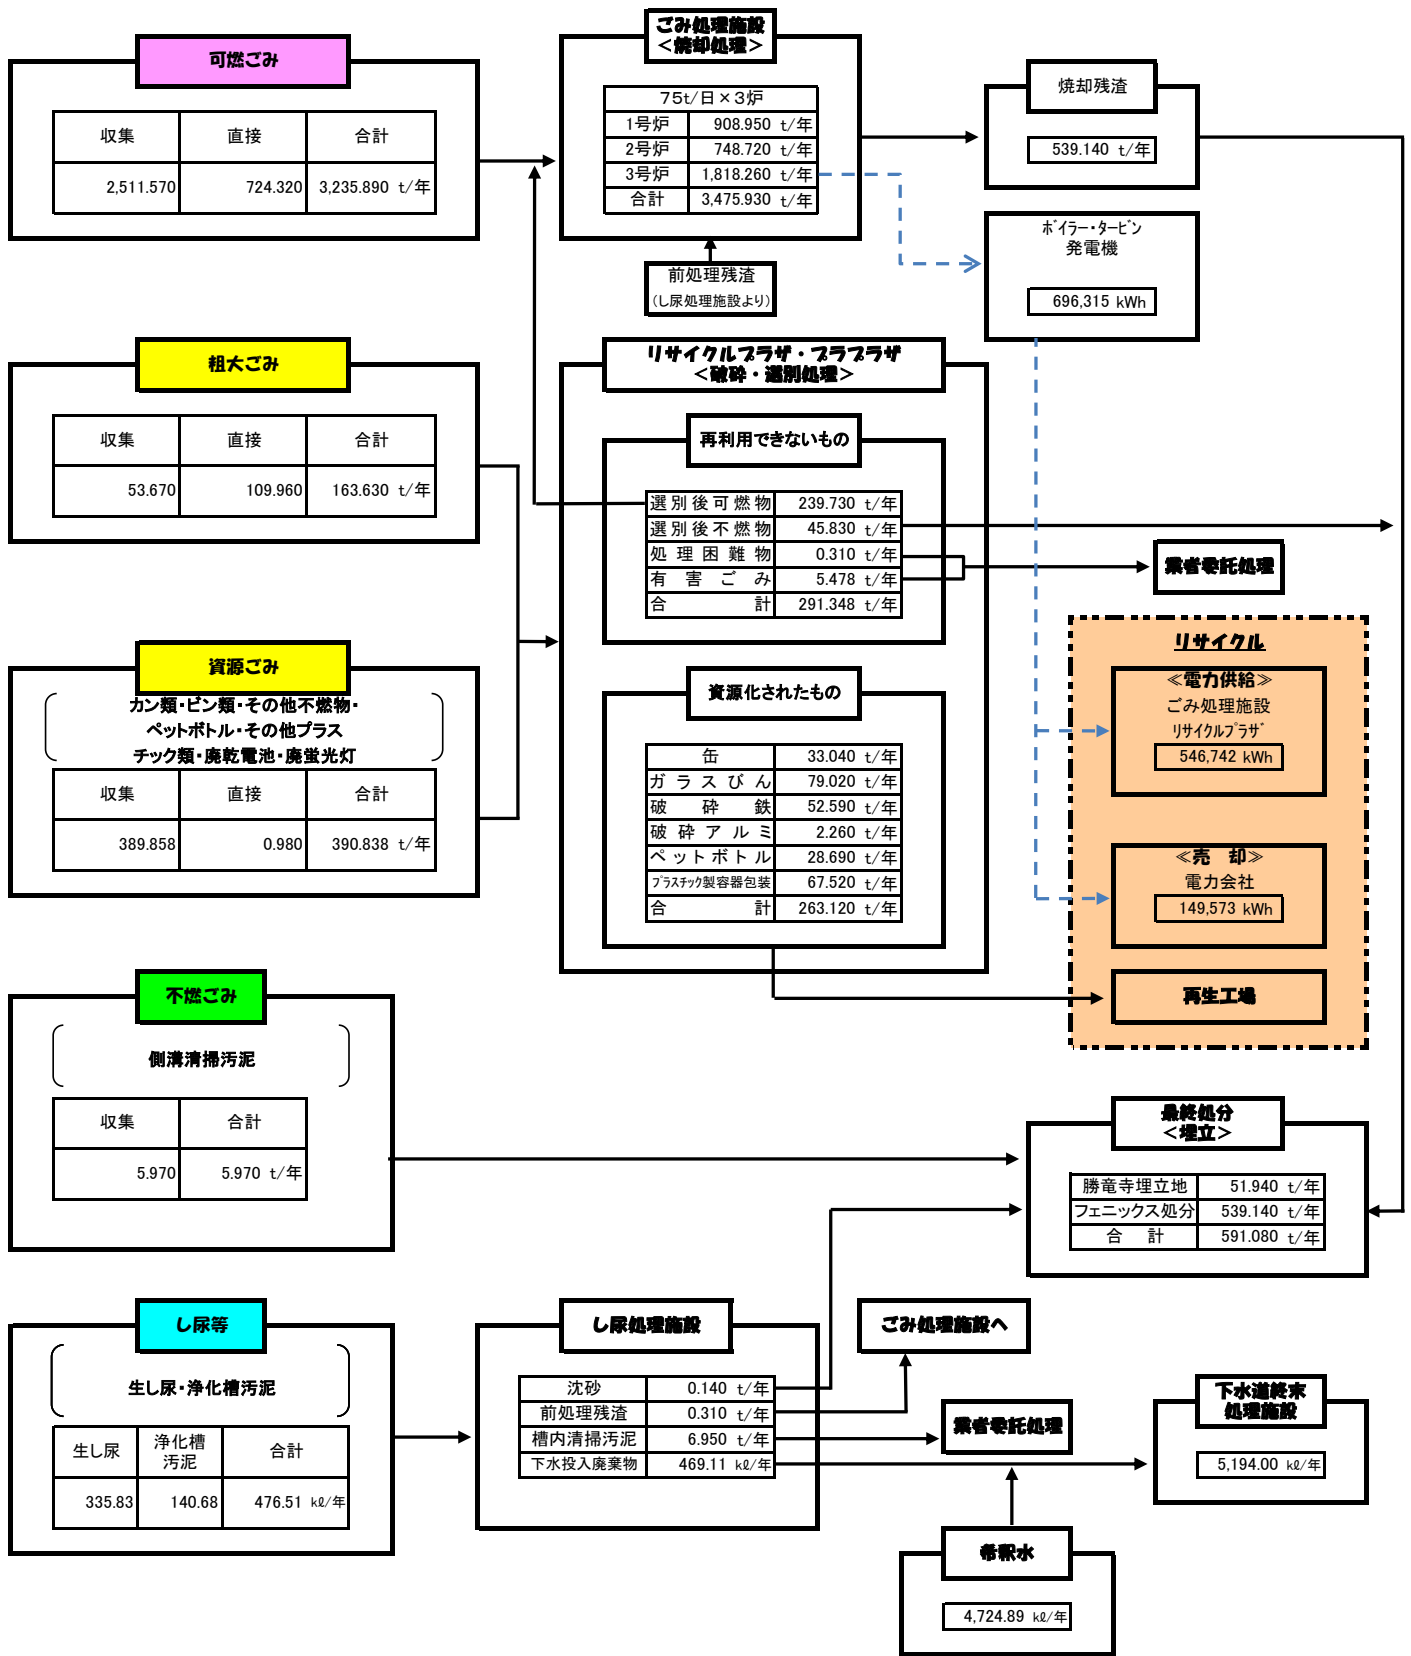 可燃ごみ
収集 直接 合計
2,511.570 724.320 3,235.890 t/年
ごみ処理施設
＜焼却処理＞
75t/日×3炉
1号炉 908.950 t/年
2号炉 748.720 t/年
3号炉 1,818.260 t/年
合計 3,475.930 t/年
前処理残渣
(し尿処理施設より)
焼却残渣
539.140 t/年
ﾎﾞｲﾗｰ・ﾀｰﾋﾞﾝ
発電機
696,315 kWh
粗大ごみ
収集 直接 合計
53.670 109.960 163.630 t/年
リサイクルプラザ・プラプラザ
＜破砕・選別処理＞
再利用できないもの
選別後可燃物 239.730 t/年
選別後不燃物 45.830 t/年
処理困難物 0.310 t/年
有害ごみ 5.478 t/年
合計 291.348 t/年
業者委託処理
資源ごみ
カン類・ビン類・その他不燃物・
ペットボトル・その他プラス
チック類・廃乾電池・廃蛍光灯
収集 直接 合計
389.858 0.980 390.838 t/年
資源化されたもの
缶 33.040 t/年
ガラスびん 79.020 t/年
破砕鉄 52.590 t/年
破砕アルミ 2.260 t/年
ペットボトル 28.690 t/年
ﾌﾟﾗｽﾁｯｸ製容器包装 67.520 t/年
合計 263.120 t/年
リサイクル
≪電力供給≫
ごみ処理施設
ﾘｻｲｸﾙﾌﾟﾗｻﾞ
546,742 kWh
≪売 却≫
電力会社
149,573 kWh
再生工場
不燃ごみ
側溝清掃汚泥
収集 合計
5.970 5.970 t/年
最終処分
＜埋立＞
勝竜寺埋立地 51.940 t/年
フェニックス処分 539.140 t/年
合 計 591.080 t/年
し尿等
生し尿・浄化槽汚泥
生し尿 浄化槽汚泥 合計
335.83 140.68 476.51 kℓ/年
し尿処理施設
沈砂 0.140 t/年
前処理残渣 0.310 t/年
槽内清掃汚泥 6.950 t/年
下水投入廃棄物 469.11 kℓ/年
ごみ処理施設へ
業者委託処理
下水道終末
処理施設
5,194.00 kℓ/年
希釈水
4,724.89 kℓ/年